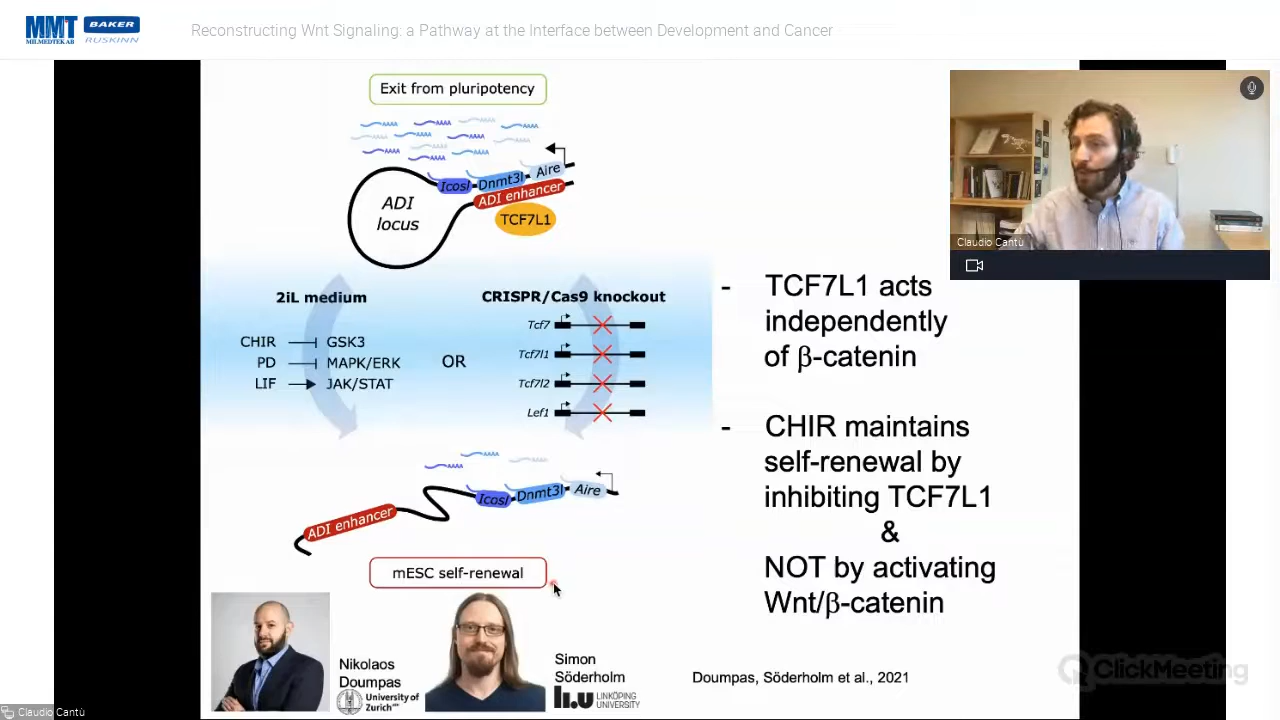 MMT
MILMEDTEK AB
BAKER
RUSKINN
Reconstructing Wnt Signaling: a Pathway at the Interface between Development and Cancer
Exit from pluripotency
Icosl Dnmt3l Aire
ADI enhancer
ADI
locus
TCF7L1
Claudio Cantù
2iL medium
CHIR GSK3
PD MAPK/ERK
LIF JAK/STAT
OR
CRISPR/Cas9 knockout
Tcf7
Tcf7l1
Tcf7l2
Lef1
- TCF7L1 acts
independently
of β-catenin
- CHIR maintains
self-renewal by
inhibiting TCF7L1
&
NOT by activating
Wnt/β-catenin
Icosl Dnmt3l Aire
ADI enhancer
mESC self-renewal
Nikolaos
Doumpas
University of
Zurich
Simon
Söderholm
LINKÖPING
UNIVERSITY
Doumpas, Söderholm et al., 2021
ClickMeeting
Claudio Cantù